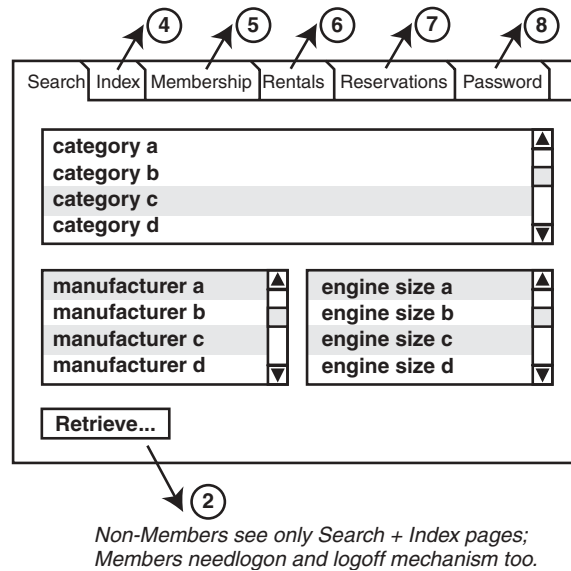 4 5 6 7 8
Search Index Membership Rentals Reservations Password
category a
category b
category c
category d
manufacturer a engine size a
manufacturer b engine size b
manufacturer c engine size c
manufacturer d engine size d
Retrieve...
2
Non-Members see only Search + Index pages;
Members needlogon and logoff mechanism too.